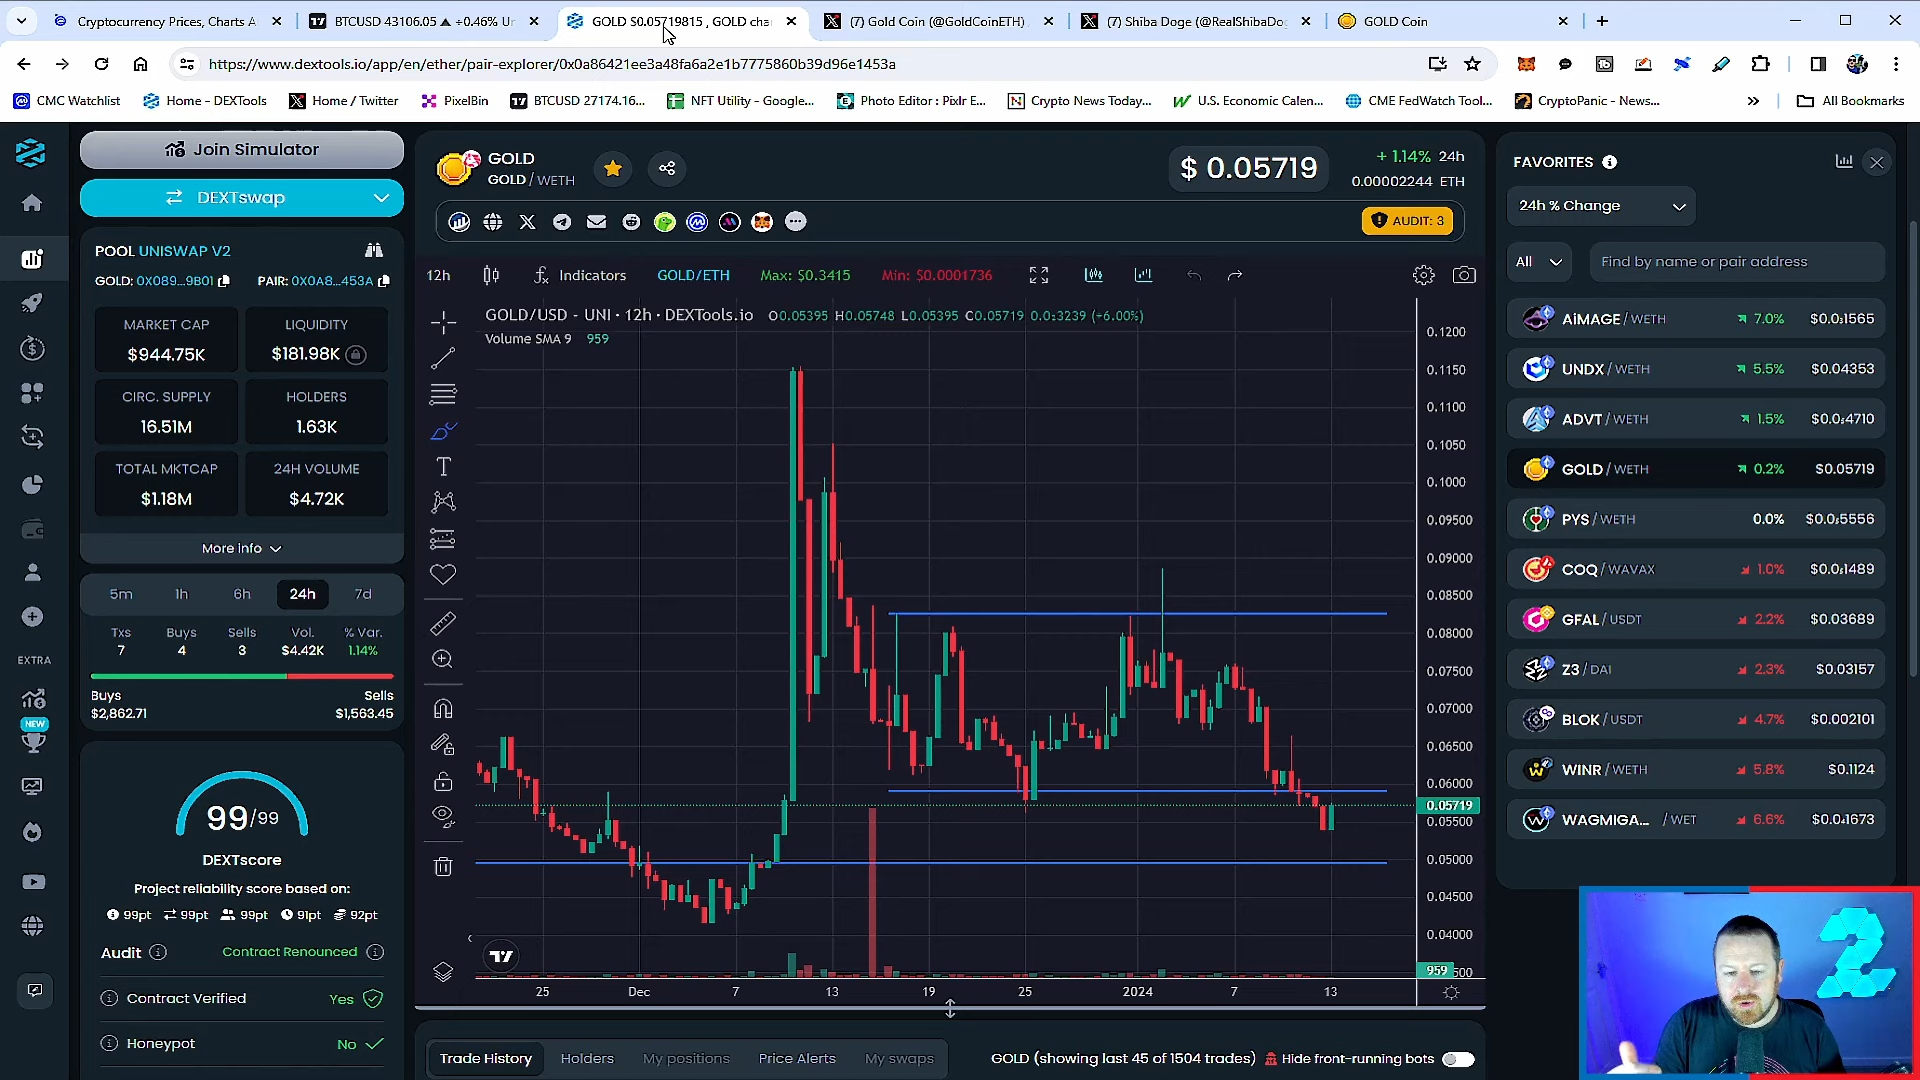 Cryptocurrency Prices, Charts A
BTCUSD 43106.05 ▲ +0.46% Ur
GOLD $0.05719815 , GOLD cha
(7) Gold Coin (@GoldCoinETH)
(7) Shiba Doge (@RealShibaDo
GOLD Coin
https://www.dextools.io/app/en/ether/pair-explorer/0x0a86421ee3a48fa6a2e1b7775860b39d96e1453a
CMC Watchlist
Home - DEXTools
Home / Twitter
PixelBin
BTCUSD 27174.16...
NFT Utility - Google...
Photo Editor : Pixlr E...
Crypto News Today...
U.S. Economic Calen...
CME FedWatch Tool...
CryptoPanic - News...
All Bookmarks
Join Simulator
DEXTswap
POOL UNISWAP V2
GOLD: 0X089...9B01
PAIR: 0X0A8...453A
MARKET CAP
$944.75K
LIQUIDITY
$181.98K
CIRC. SUPPLY
16.51M
HOLDERS
1.63K
TOTAL MKTCAP
$1.18M
24H VOLUME
$4.72K
More info
5m 1h 6h 24h 7d
Txs Buys Sells Vol. % Var.
7 4 3 $4.42K 1.14%
Buys Sells
$2,862.71 $1,563.45
99/99
DEXTscore
Project reliability score based on:
99pt 99pt 99pt 91pt 92pt
Audit Contract Renounced
Contract Verified Yes
Honeypot No
EXTRA
NEW
GOLD
GOLD / WETH
$ 0.05719
+ 1.14% 24h
0.00002244 ETH
AUDIT: 3
12h
Indicators
GOLD/ETH
Max: $0.3415
Min: $0.0001736
GOLD/USD - UNI · 12h · DEXTools.io O0.05395 H0.05748 L0.05395 C0.05719 0.0₂3239 (+6.00%)
Volume SMA 9 959
0.1200
0.1150
0.1100
0.1050
0.1000
0.09500
0.09000
0.08500
0.08000
0.07500
0.07000
0.06500
0.06000
0.05719
0.05500
0.05000
0.04500
0.04000
959
500
25 Dec 7 13 19 25 2024 7 13
Trade History
Holders
My positions
Price Alerts
My swaps
GOLD (showing last 45 of 1504 trades)
Hide front-running bots
FAVORITES
24h % Change
All
Find by name or pair address
AiMAGE / WETH 7.0%
UNDX / WETH 5.5% $0.04353
ADVT / WETH 1.5%
GOLD / WETH 0.2% $0.05719
PYS / WETH 0.0%
COQ / WAVAX 1.0%
GFAL / USDT 2.2% $0.03689
Z3 / DAI 2.3% $0.03157
BLOK / USDT 4.7% $0.002101
WINR / WETH 5.8% $0.1124
WAGMIGA... / WET 6.6%